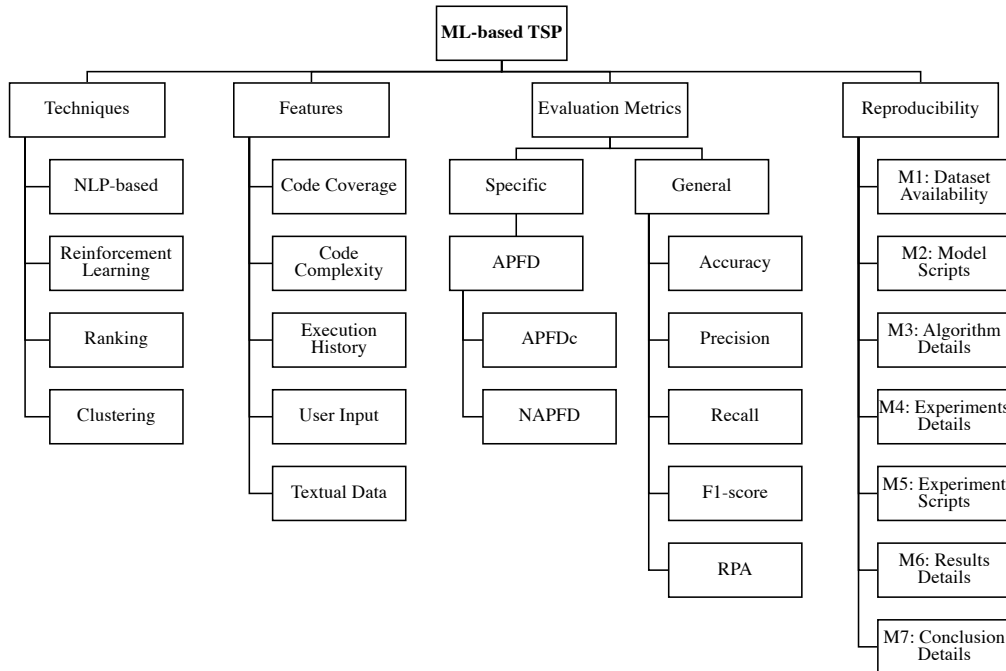 ML-based TSP
Techniques
Features
Evaluation Metrics
Reproducibility
NLP-based
Reinforcement
Learning
Ranking
Clustering
Code Coverage
Code
Complexity
Execution
History
User Input
Textual Data
Specific
General
APFD
APFDc
NAPFD
Accuracy
Precision
Recall
F1-score
RPA
M1: Dataset
Availability
M2: Model
Scripts
M3: Algorithm
Details
M4: Experiments
Details
M5: Experiment
Scripts
M6: Results
Details
M7: Conclusion
Details